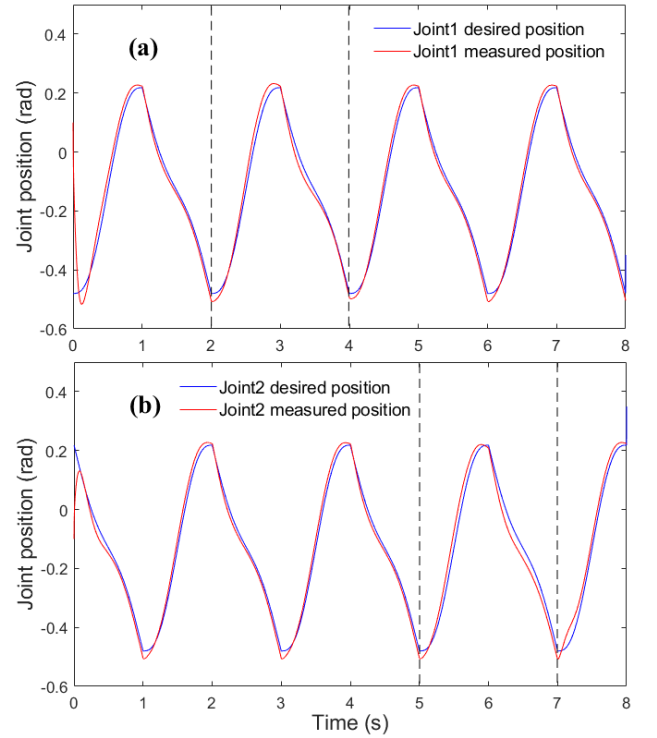 (a)
Joint1 desired position
Joint1 measured position
Joint position (rad)
0.4
0.2
0
-0.2
-0.4
-0.6
0 1 2 3 4 5 6 7 8
(b)
Joint2 desired position
Joint2 measured position
Joint position (rad)
0.4
0.2
0
-0.2
-0.4
-0.6
0 1 2 3 4 5 6 7 8
Time (s)